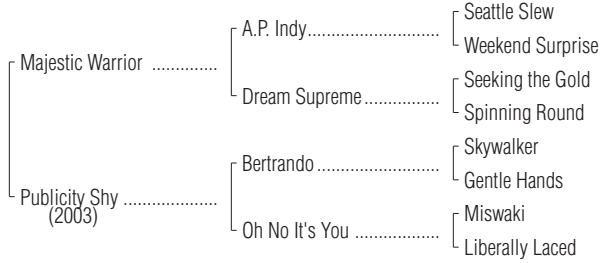 Seattle Slew
A.P. Indy..............................
Weekend Surprise
Majestic Warrior ...............
Seeking the Gold
Dream Supreme.................
Spinning Round
Skywalker
Bertrando ............................
Gentle Hands
Publicity Shy .....................
(2003)
Miswaki
Oh No It's You ...................
Liberally Laced